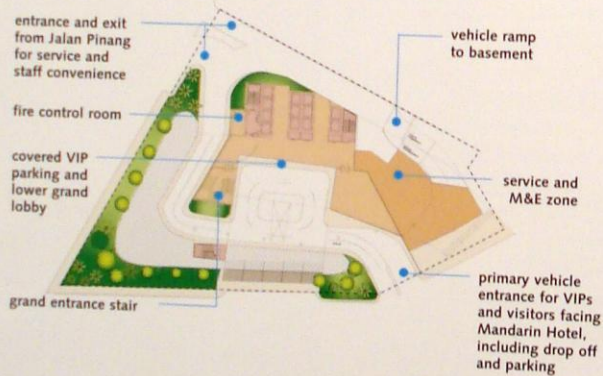 entrance and exit
from Jalan Pinang
for service and
staff convenience
vehicle ramp
to basement
fire control room
covered VIP
parking and
lower grand
lobby
service and
M&E zone
grand entrance stair
primary vehicle
entrance for VIPs
and visitors facing
Mandarin Hotel,
including drop off
and parking